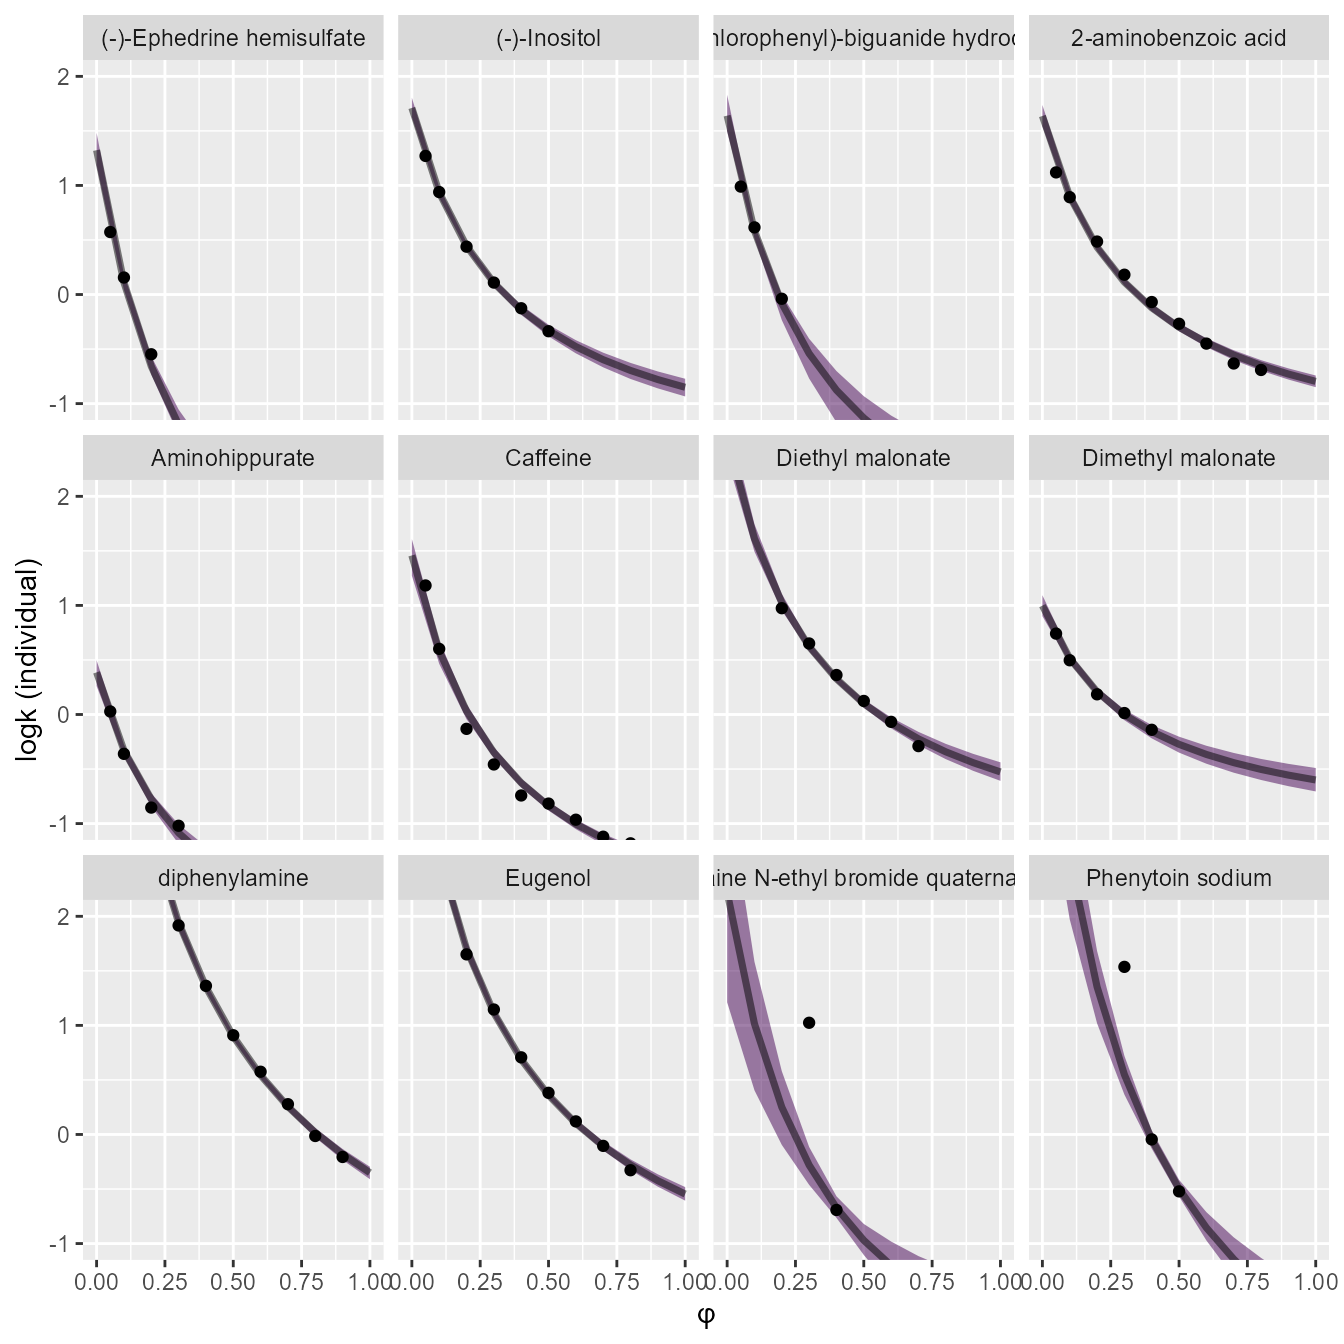 (-)-Ephedrine hemisulfate
(-)-Inositol
hlorophenyl)-biguanide hydroc
2-aminobenzoic acid
2
1
0
-1
Aminohippurate
Caffeine
Diethyl malonate
Dimethyl malonate
logk (individual)
2
1
0
-1
diphenylamine
Eugenol
ine N-ethyl bromide quaterna
Phenytoin sodium
2
1
0
-1
0.00 0.25 0.50 0.75 1.00
0.00 0.25 0.50 0.75 1.00
0.00 0.25 0.50 0.75 1.00
0.00 0.25 0.50 0.75 1.00
φ